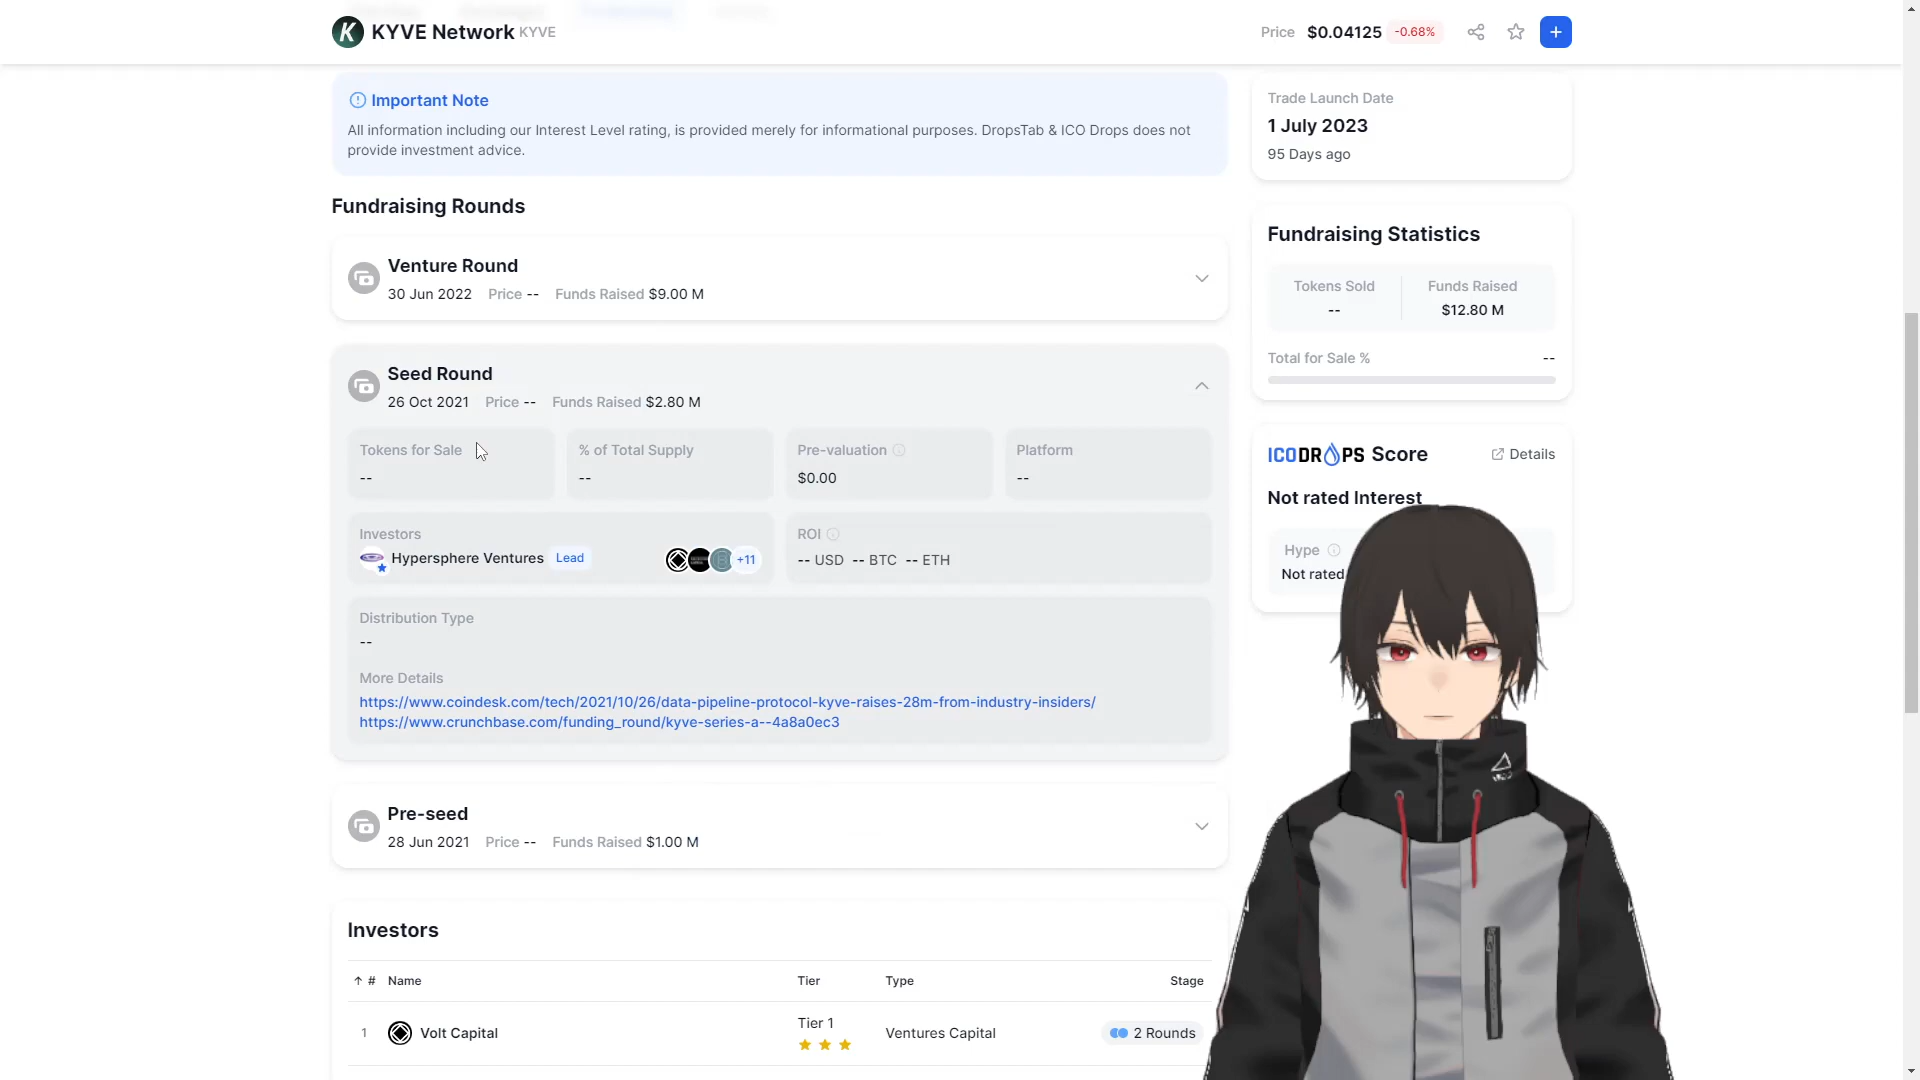 KYVE Network KYVE
Price $0.04125 -0.68%
Important Note
All information including our Interest Level rating, is provided merely for informational purposes. DropsTab & ICO Drops does not
provide investment advice.
Fundraising Rounds
Venture Round
30 Jun 2022 Price -- Funds Raised $9.00 M
Seed Round
26 Oct 2021 Price -- Funds Raised $2.80 M
Tokens for Sale
--
% of Total Supply
--
Pre-valuation
$0.00
Platform
--
Investors
Hypersphere Ventures Lead
+11
ROI
-- USD -- BTC -- ETH
Distribution Type
--
More Details
https://www.coindesk.com/tech/2021/10/26/data-pipeline-protocol-kyve-raises-28m-from-industry-insiders/
https://www.crunchbase.com/funding_round/kyve-series-a--4a8a0ec3
Pre-seed
28 Jun 2021 Price -- Funds Raised $1.00 M
Investors
# Name Tier Type Stage
1 Volt Capital Tier 1 Ventures Capital 2 Rounds
Trade Launch Date
1 July 2023
95 Days ago
Fundraising Statistics
Tokens Sold
--
Funds Raised
$12.80 M
Total for Sale % --
ICODROPS Score Details
Not rated Interest
Hype
Not rated